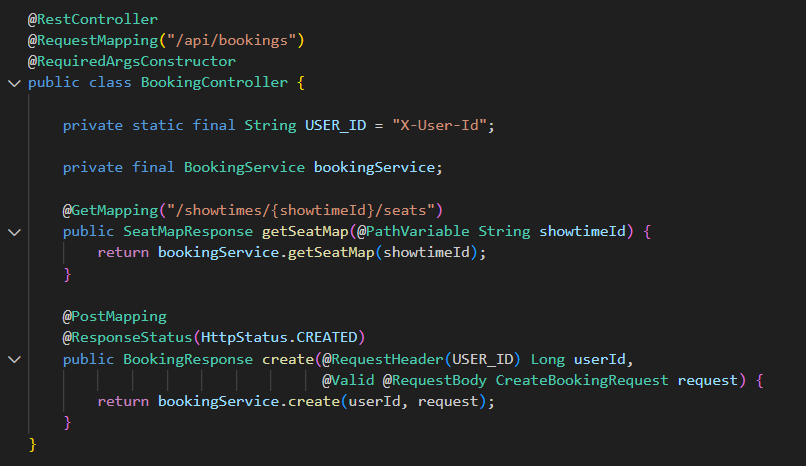 @RestController
@RequestMapping("/api/bookings")
@RequiredArgsConstructor
public class BookingController {
private static final String USER_ID = "X-User-Id";
private final BookingService bookingService;
@GetMapping("/showtimes/{showtimeId}/seats")
public SeatMapResponse getSeatMap(@PathVariable String showtimeId) {
return bookingService.getSeatMap(showtimeId);
}
@PostMapping
@ResponseStatus(HttpStatus.CREATED)
public BookingResponse create(@RequestHeader(USER_ID) Long userId,
@Valid @RequestBody CreateBookingRequest request) {
return bookingService.create(userId, request);
}
}